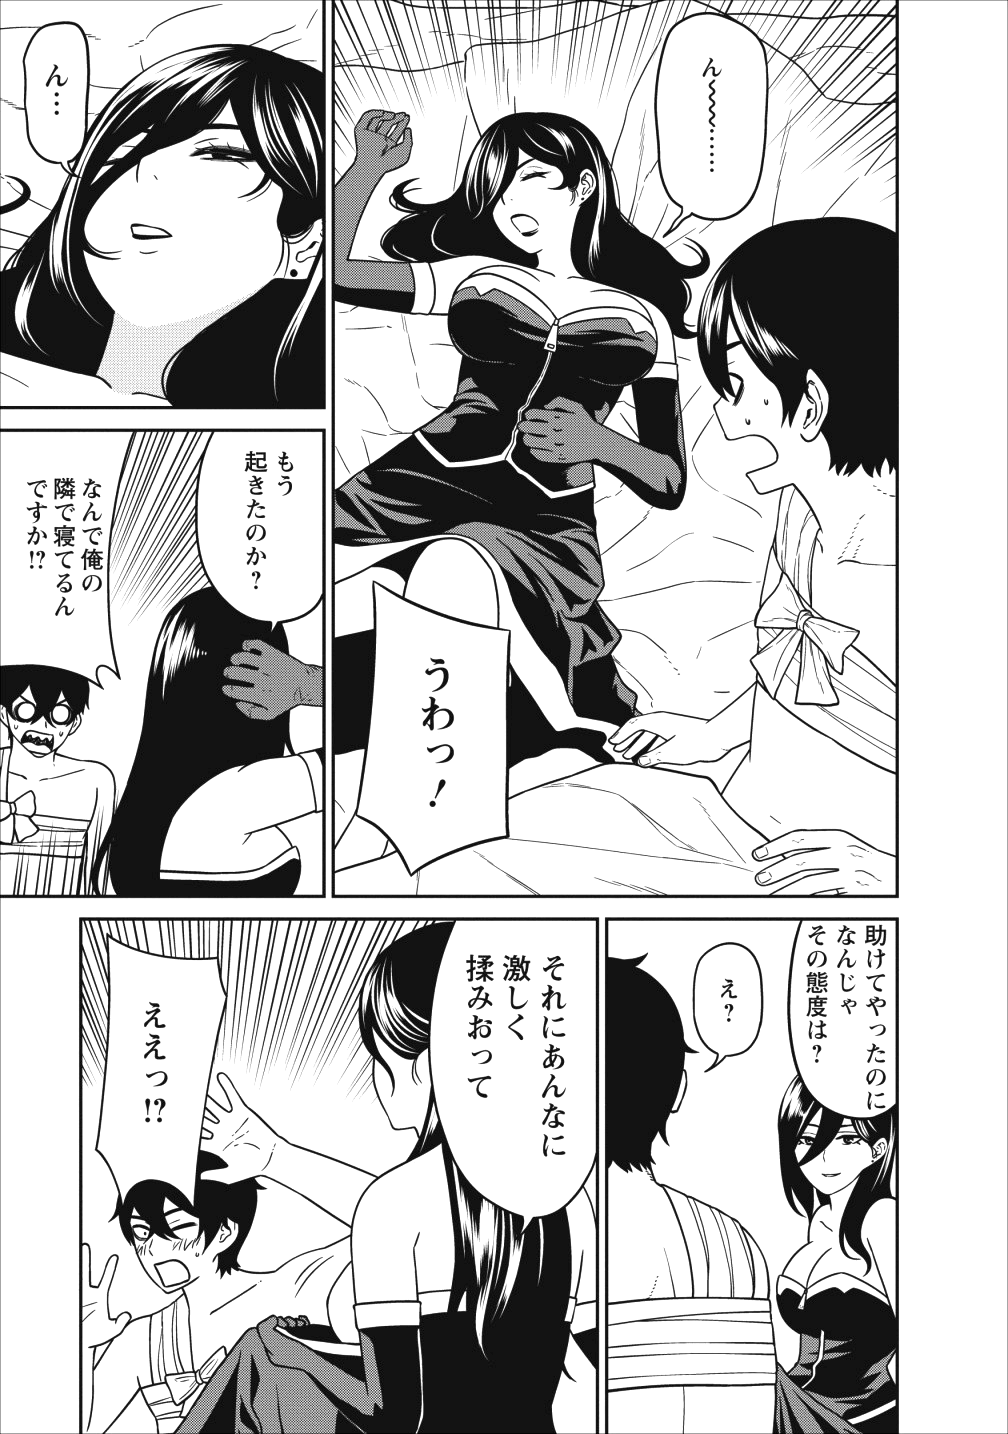 ん〜〜〜……
うわっ！
ん…
もう
起きたのか？
なんで俺の
隣で寝てるん
ですか!?
助けてやったのに
なんじゃ
その態度は？
え？
それにあんなに
激しく
揉みおって
ええっ!?